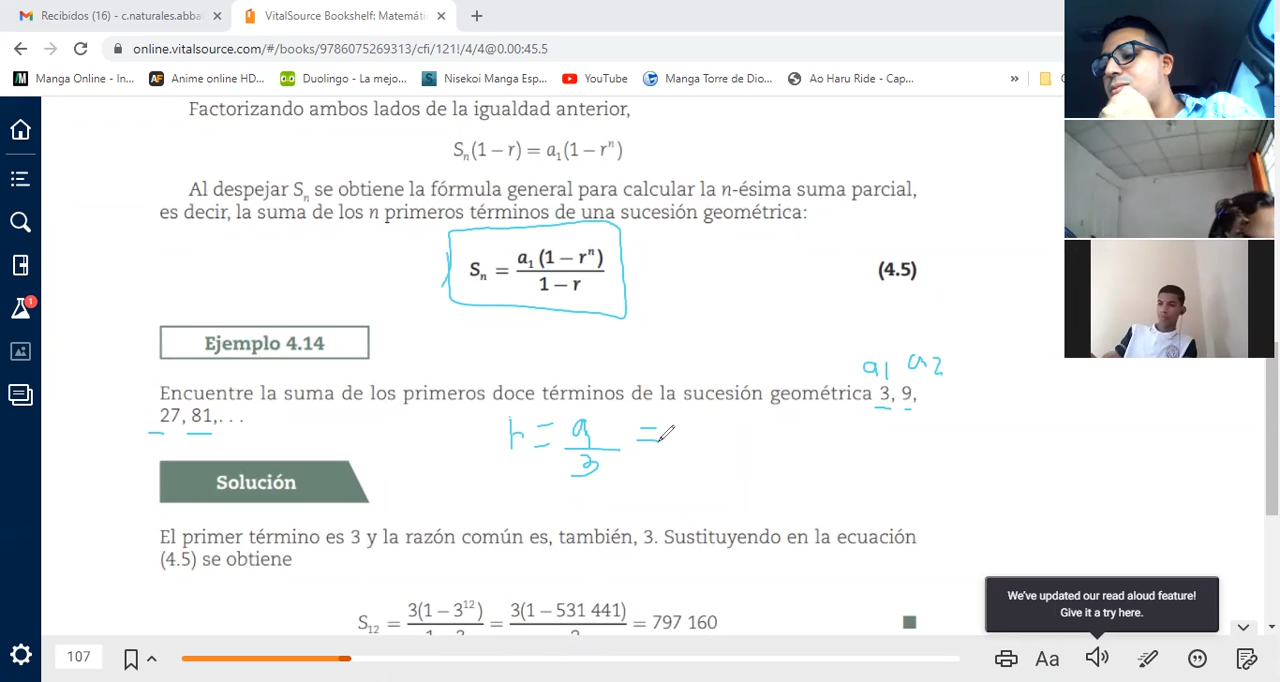 Recibidos (16) - c.naturales.abba
VitalSource Bookshelf: Matemáti
online.vitalsource.com/#/books/9786075269313/cfi/121!/4/4@0.00:45.5
Manga Online - In... Anime online HD... Duolingo - La mejo... Nisekoi Manga Esp... YouTube Manga Torre de Dio... Ao Haru Ride - Cap... »
Factorizando ambos lados de la igualdad anterior,
Sₙ(1 − r) = a₁(1 − rⁿ)
Al despejar Sₙ se obtiene la fórmula general para calcular la n-ésima suma parcial,
es decir, la suma de los n primeros términos de una sucesión geométrica:
Sₙ = a₁ (1 − rⁿ) / 1 − r (4.5)
Ejemplo 4.14
a1 a2
Encuentre la suma de los primeros doce términos de la sucesión geométrica 3, 9,
27, 81,. . .
r = 9/3 =
Solución
El primer término es 3 y la razón común es, también, 3. Sustituyendo en la ecuación
(4.5) se obtiene
S₁₂ = 3(1 − 3¹²) / = 3(1 − 531 441) / = 797 160
We've updated our read aloud feature!
Give it a try here.
1
107
Aa